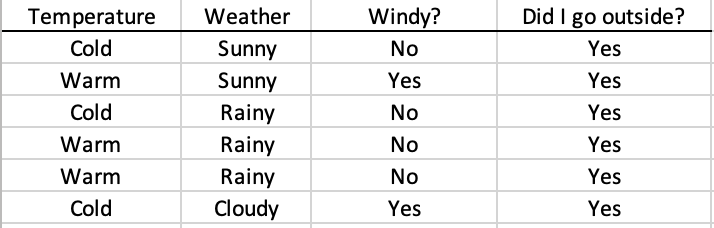 Temperature Weather Windy? Did I go outside?
Cold Sunny No Yes
Warm Sunny Yes Yes
Cold Rainy No Yes
Warm Rainy No Yes
Warm Rainy No Yes
Cold Cloudy Yes Yes